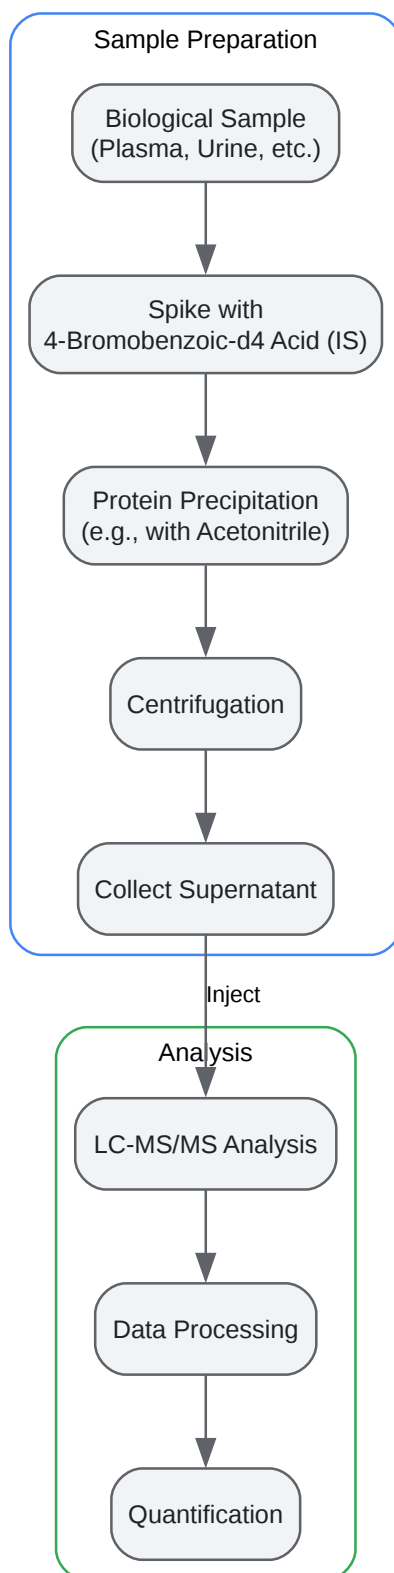 Sample Preparation
Biological Sample
(Plasma, Urine, etc.)
Spike with
4-Bromobenzoic-d4 Acid (IS)
Protein Precipitation
(e.g., with Acetonitrile)
Centrifugation
Collect Supernatant
Inject
Analysis
LC-MS/MS Analysis
Data Processing
Quantification